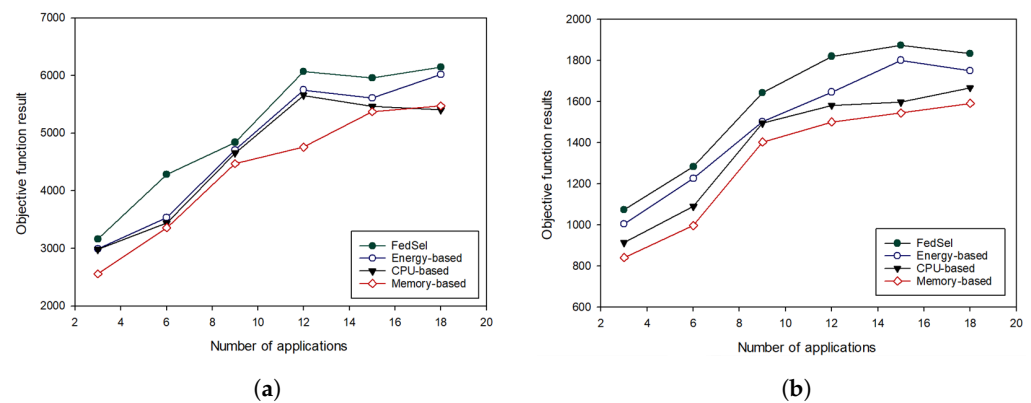 7000
6000
5000
4000
3000
2000
Objective function result
2 4 6 8 10 12 14 16 18 20
Number of applications
FedSel
Energy-based
CPU-based
Memory-based
(a)
2000
1800
1600
1400
1200
1000
800
600
Objective function results
2 4 6 8 10 12 14 16 18 20
Number of applications
FedSel
Energy-based
CPU-based
Memory-based
(b)